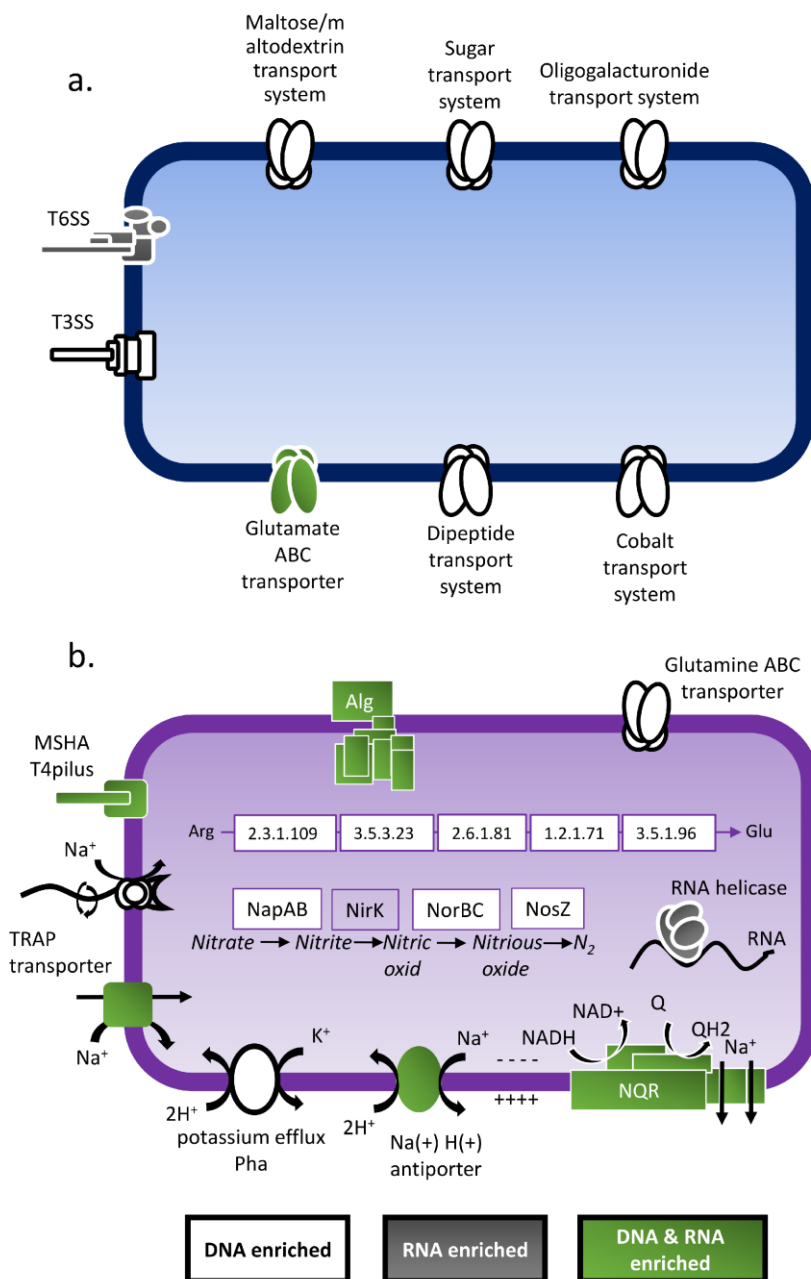 a.
Maltose/m
altodextrin
transport
system
Sugar
transport
system
Oligogalacturonide
transport system
T6SS
T3SS
Glutamate
ABC
transporter
Dipeptide
transport
system
Cobalt
transport
system
b.
Glutamine ABC
transporter
Alg
MSHA
T4pilus
Arg
2.3.1.109
3.5.3.23
2.6.1.81
1.2.1.71
3.5.1.96
Glu
Na⁺
NapAB
NirK
NorBC
NosZ
Nitrate
Nitrite
Nitric
oxid
Nitrious
oxide
N₂
RNA helicase
RNA
TRAP
transporter
Na⁺
2H⁺
K⁺
potassium efflux
Pha
2H⁺
Na⁺
Na(+) H(+)
antiporter
- - - -
++++
NADH
NAD+
Q
QH2
Na⁺
NQR
DNA enriched
RNA enriched
DNA & RNA
enriched